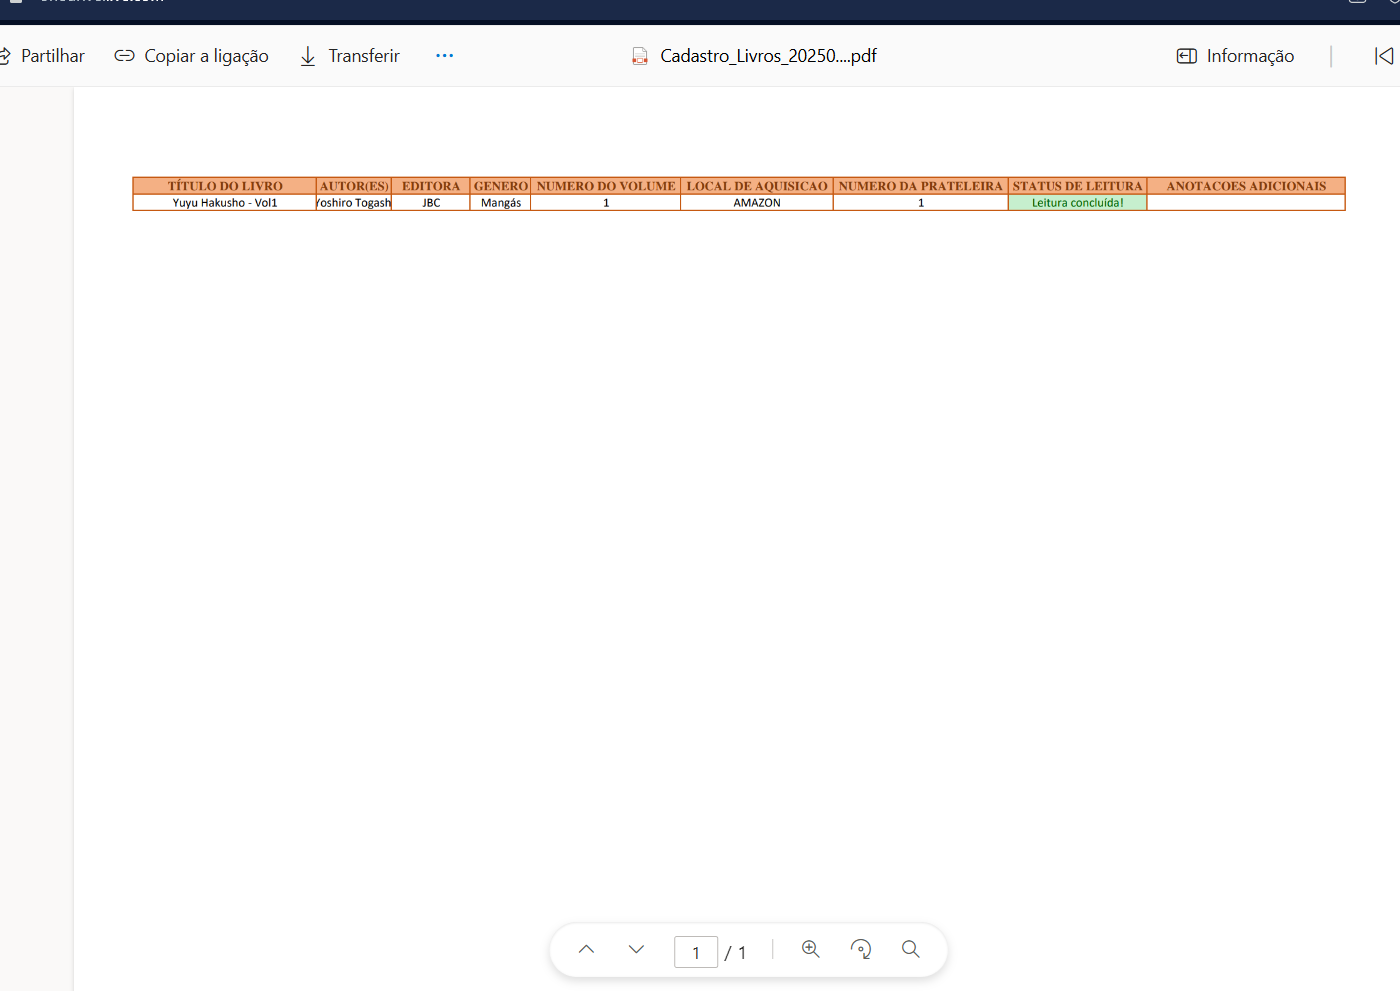 Partilhar Copiar a ligação Transferir ... Cadastro_Livros_20250....pdf Informação
TÍTULO DO LIVRO AUTOR(ES) EDITORA GENERO NUMERO DO VOLUME LOCAL DE AQUISICAO NUMERO DA PRATELEIRA STATUS DE LEITURA ANOTACOES ADICIONAIS
Yuyu Hakusho - Vol1 Yoshiro Togash JBC Mangás 1 AMAZON 1 Leitura concluída!
1 / 1